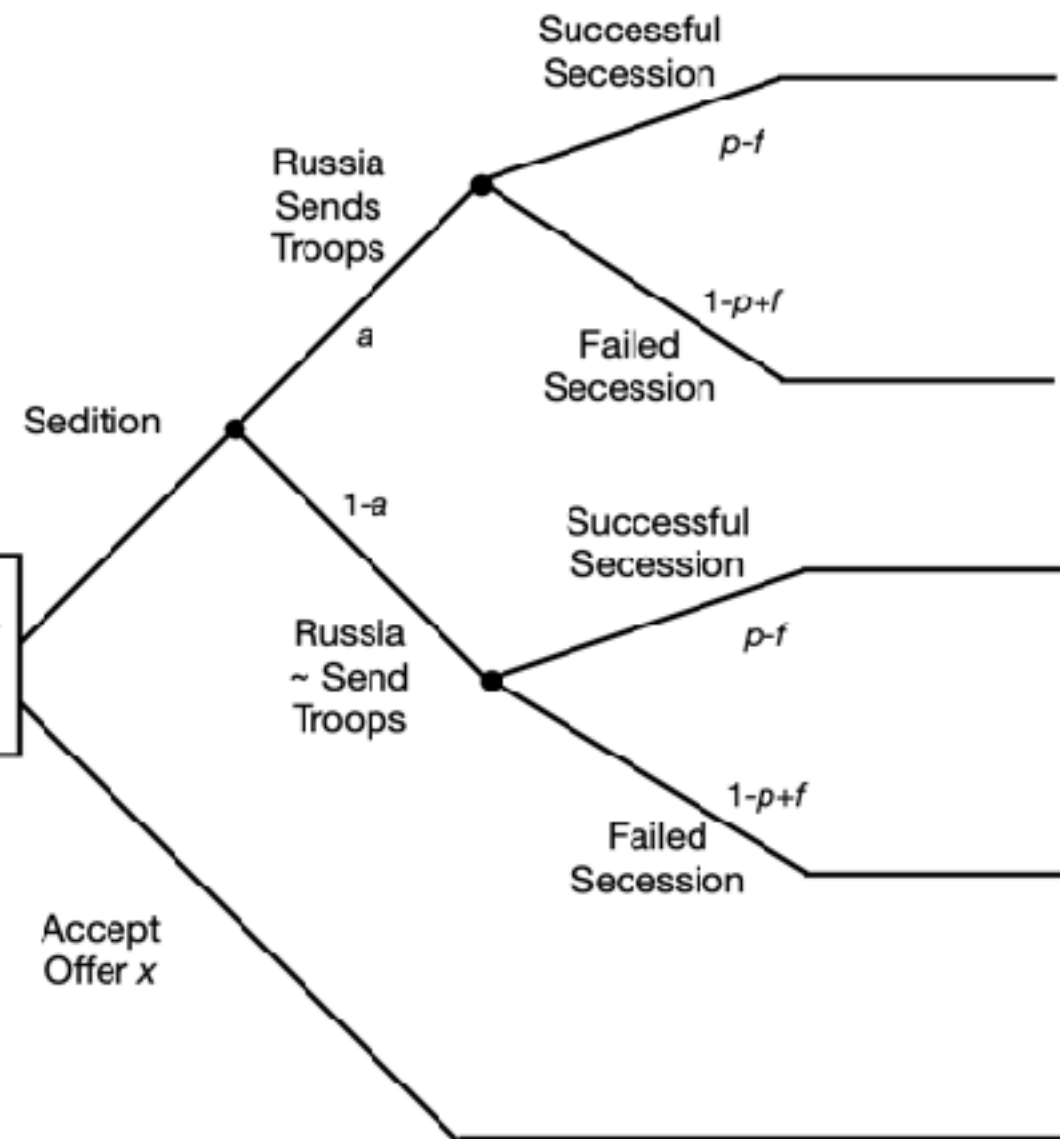 Successful
Secession
p-f
Russia
Sends
Troops
a
1-p+f
Failed
Secession
Sedition
1-a
Successful
Secession
p-f
Russia
~ Send
Troops
1-p+f
Failed
Secession
Accept
Offer x